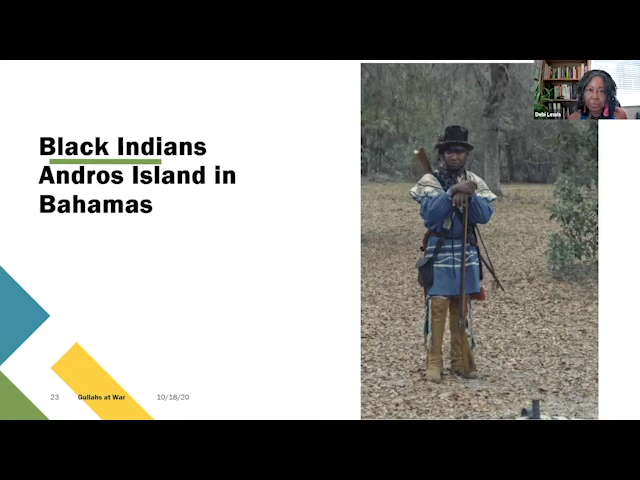 Debi Lewis
Black Indians
Andros Island in
Bahamas
23 Gullahs at War 10/18/20